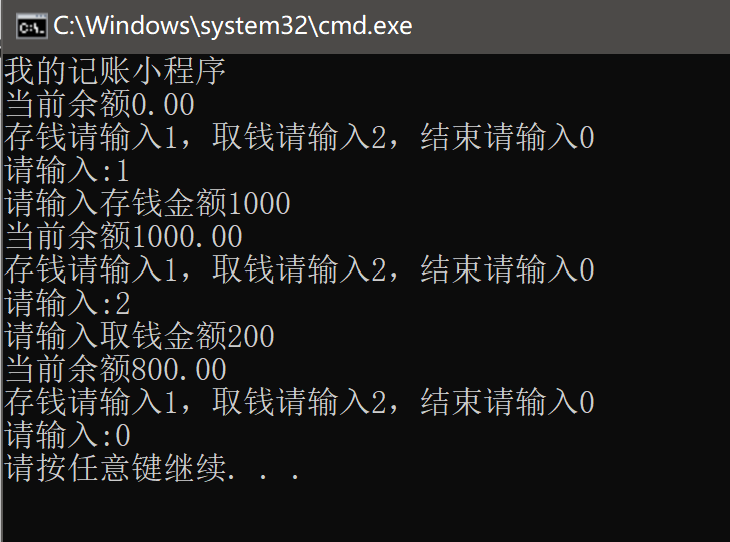 C:\Windows\system32\cmd.exe
我的记账小程序
当前余额0.00
存钱请输入1，取钱请输入2，结束请输入0
请输入:1
请输入存钱金额1000
当前余额1000.00
存钱请输入1，取钱请输入2，结束请输入0
请输入:2
请输入取钱金额200
当前余额800.00
存钱请输入1，取钱请输入2，结束请输入0
请输入:0
请按任意键继续. . .